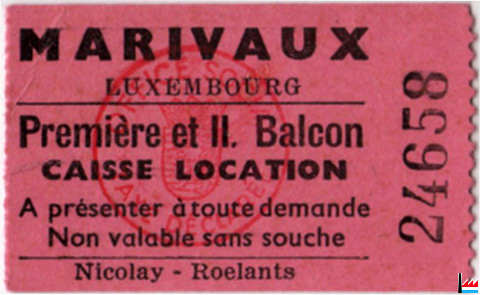 MARIVAUX
LUXEMBOURG
Première et II. Balcon
CAISSE LOCATION
A présenter à toute demande
Non valable sans souche
Nicolay - Roelants
24658